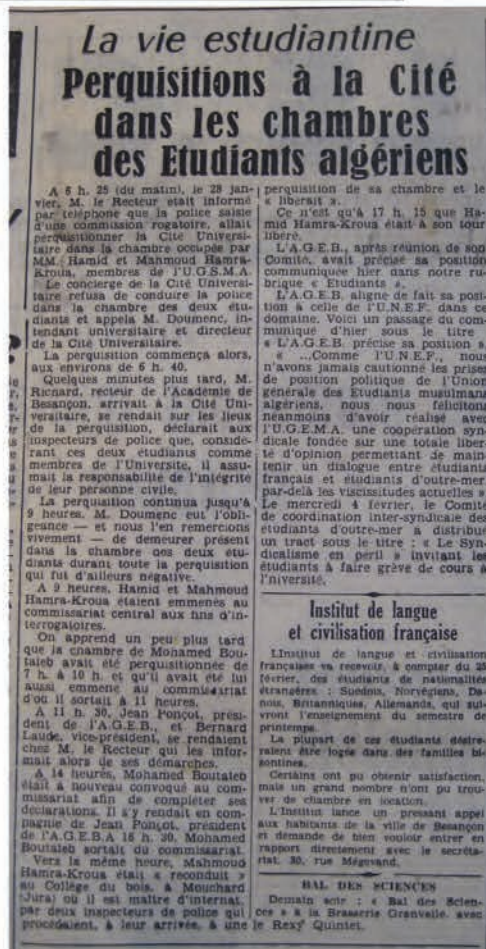 La vie estudiantine
Perquisitions à la Cité
dans les chambres
des Etudiants algériens
A 6 h. 25 (du matin), le 28 jan-
vier, M. le Recteur était informé
par téléphone que la police saisie
d'une commission rogatoire, allait
perquisitionner la Cité Universi-
taire dans la chambre occupée par
MM. Hamid et Mahmoud Hamra-
Kroua, membres de l'U.G.S.M.A.
Le concierge de la Cité Universi-
taire refusa de conduire la police
dans la chambre des deux étu-
diants et appela M. Doumenc, in-
tendant universitaire et directeur
de la Cité Universitaire.
La perquisition commença alors,
aux environs de 6 h. 40.
Quelques minutes plus tard, M.
Richard, recteur de l'Académie de
Besançon, arrivait à la Cité Uni-
versitaire, se rendait sur les lieux
de la perquisition, déclarait aux
inspecteurs de police que, considé-
rant ces deux étudiants comme
membres de l'Université, il assu-
mait la responsabilité de l'intégrité
de leur personne civile.
La perquisition continua jusqu'à
9 heures. M. Doumenc eut l'obli-
geance — et nous l'en remercions
vivement — de demeurer présent
dans la chambre des deux étu-
diants durant toute la perquisition
qui fut d'ailleurs négative.
A 9 heures, Hamid et Mahmoud
Hamra-Kroua étaient emmenés au
commissariat central aux fins d'in-
terrogatoires.
On apprend un peu plus tard
que la chambre de Mohamed Bou-
taleb avait été perquisitionnée de
7 h. à 10 h. et qu'il avait été lui
aussi emmené au commissariat
d'où il sortait à 11 heures.
A 11 h. 30, Jean Ponçot, prési-
dent de l'A.G.E.B., et Bernard
Laude, vice-président, se rendaient
chez M. le Recteur qui les infor-
mait alors de ses démarches.
A 14 heures, Mohamed Boutaleb
était à nouveau convoqué au com-
missariat afin de compléter ses
déclarations. Il s'y rendait en com-
pagnie de Jean Ponçot, président
de l'A.G.E.B. A 16 h. 30, Mohamed
Boutaleb sortait du commissariat.
Vers la même heure, Mahmoud
Hamra-Kroua était « reconduit »
au Collège du bois, à Mouchard
(Jura) où il est maître d'internat,
par deux inspecteurs de police qui
procédaient, à leur arrivée, à une
perquisition de sa chambre et le
« libérait ».
Ce n'est qu'à 17 h. 15 que Ha-
mid Hamra-Kroua était à son tour
libéré.
L'A.G.E.B., après réunion de son
Comité, avait précisé sa position
communiquée hier dans notre ru-
brique « Etudiants ».
L'A.G.E.B. aligne de fait sa posi-
tion à celle de l'U.N.E.F. dans ce
domaine. Voici un passage du com-
muniqué d'hier sous le titre :
« L'A.G.E.B. précise sa position ».
« ...Comme l'U.N.E.F., nous
n'avons jamais cautionné les prises
de position politique de l'Union
générale des Etudiants musulmans
algériens, nous nous félicitons
néanmoins d'avoir réalisé avec
l'U.G.E.M.A. une coopération syn-
dicale fondée sur une totale liber-
té d'opinion permettant de main-
tenir un dialogue entre étudiants
français et étudiants d'outre-mer
par-delà les viscissitudes actuelles ».
Le mercredi 4 février, le Comité
de coordination inter-syndicale des
étudiants d'outre-mer a distribué
un tract sous le titre : « Le Syn-
dicalisme en péril » invitant les
étudiants à faire grève de cours à
l'niversité.
Institut de langue
et civilisation française
LInstitut de langue et civilisation
françaises va recevoir, à compter du 25
février, des étudiants de nationalités
étrangères : Suédois, Norvégiens, Da-
nois, Britanniques, Allemands, qui sui-
vront l'enseignement du semestre de
printemps.
La plupart de ces étudiants désire-
raient être logés dans des familles bi-
sontines.
Certains ont pu obtenir satisfaction,
mais un grand nombre n'ont pu trou-
ver de chambre en location.
L'Institut lance un pressant appel
aux habitants de la ville de Besançon
et demande de bien vouloir entrer en
rapport directement avec le secréta-
riat, 30, rue Mégevand.
BAL DES SCIENCES
Demain soir : « Bal des Scien-
ces » à la Brasserie Granvelle, avec
le Rexy Quintet.